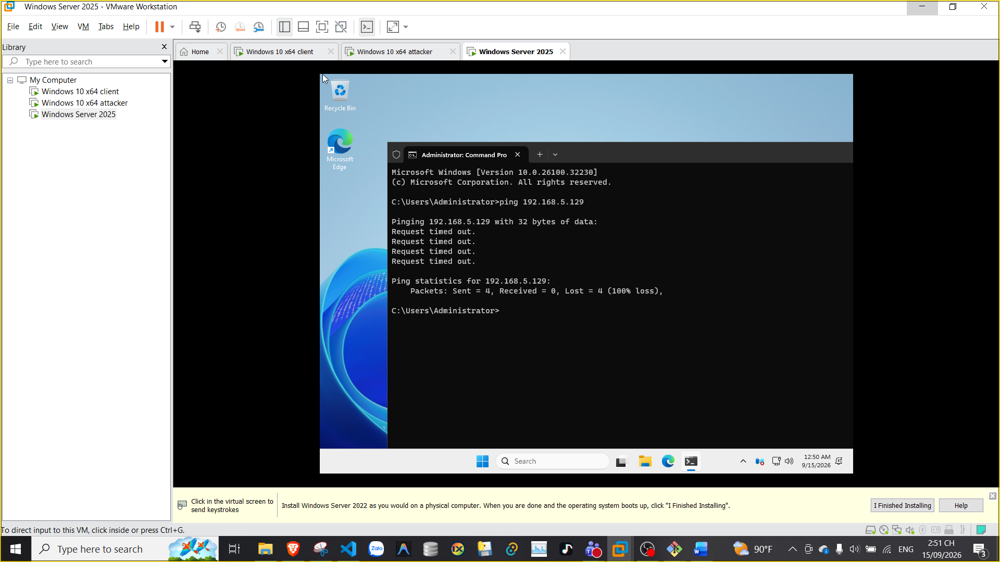 Windows Server 2025 - VMware Workstation
File Edit View VM Tabs Help
Library
Type here to search
My Computer
Windows 10 x64 client
Windows 10 x64 attacker
Windows Server 2025
Home
Windows 10 x64 client
Windows 10 x64 attacker
Windows Server 2025
Recycle Bin
Microsoft
Edge
Administrator: Command Pro
Microsoft Windows [Version 10.0.26100.32230]
(c) Microsoft Corporation. All rights reserved.
C:\Users\Administrator>ping 192.168.5.129
Pinging 192.168.5.129 with 32 bytes of data:
Request timed out.
Request timed out.
Request timed out.
Request timed out.
Ping statistics for 192.168.5.129:
Packets: Sent = 4, Received = 0, Lost = 4 (100% loss),
C:\Users\Administrator>
Search
12:50 AM
9/15/2026
Click in the virtual screen to
send keystrokes
Install Windows Server 2022 as you would on a physical computer. When you are done and the operating system boots up, click "I Finished Installing".
I Finished Installing
Help
To direct input to this VM, click inside or press Ctrl+G.
Type here to search
Zalo
90°F
ENG
2:51 CH
15/09/2026
3